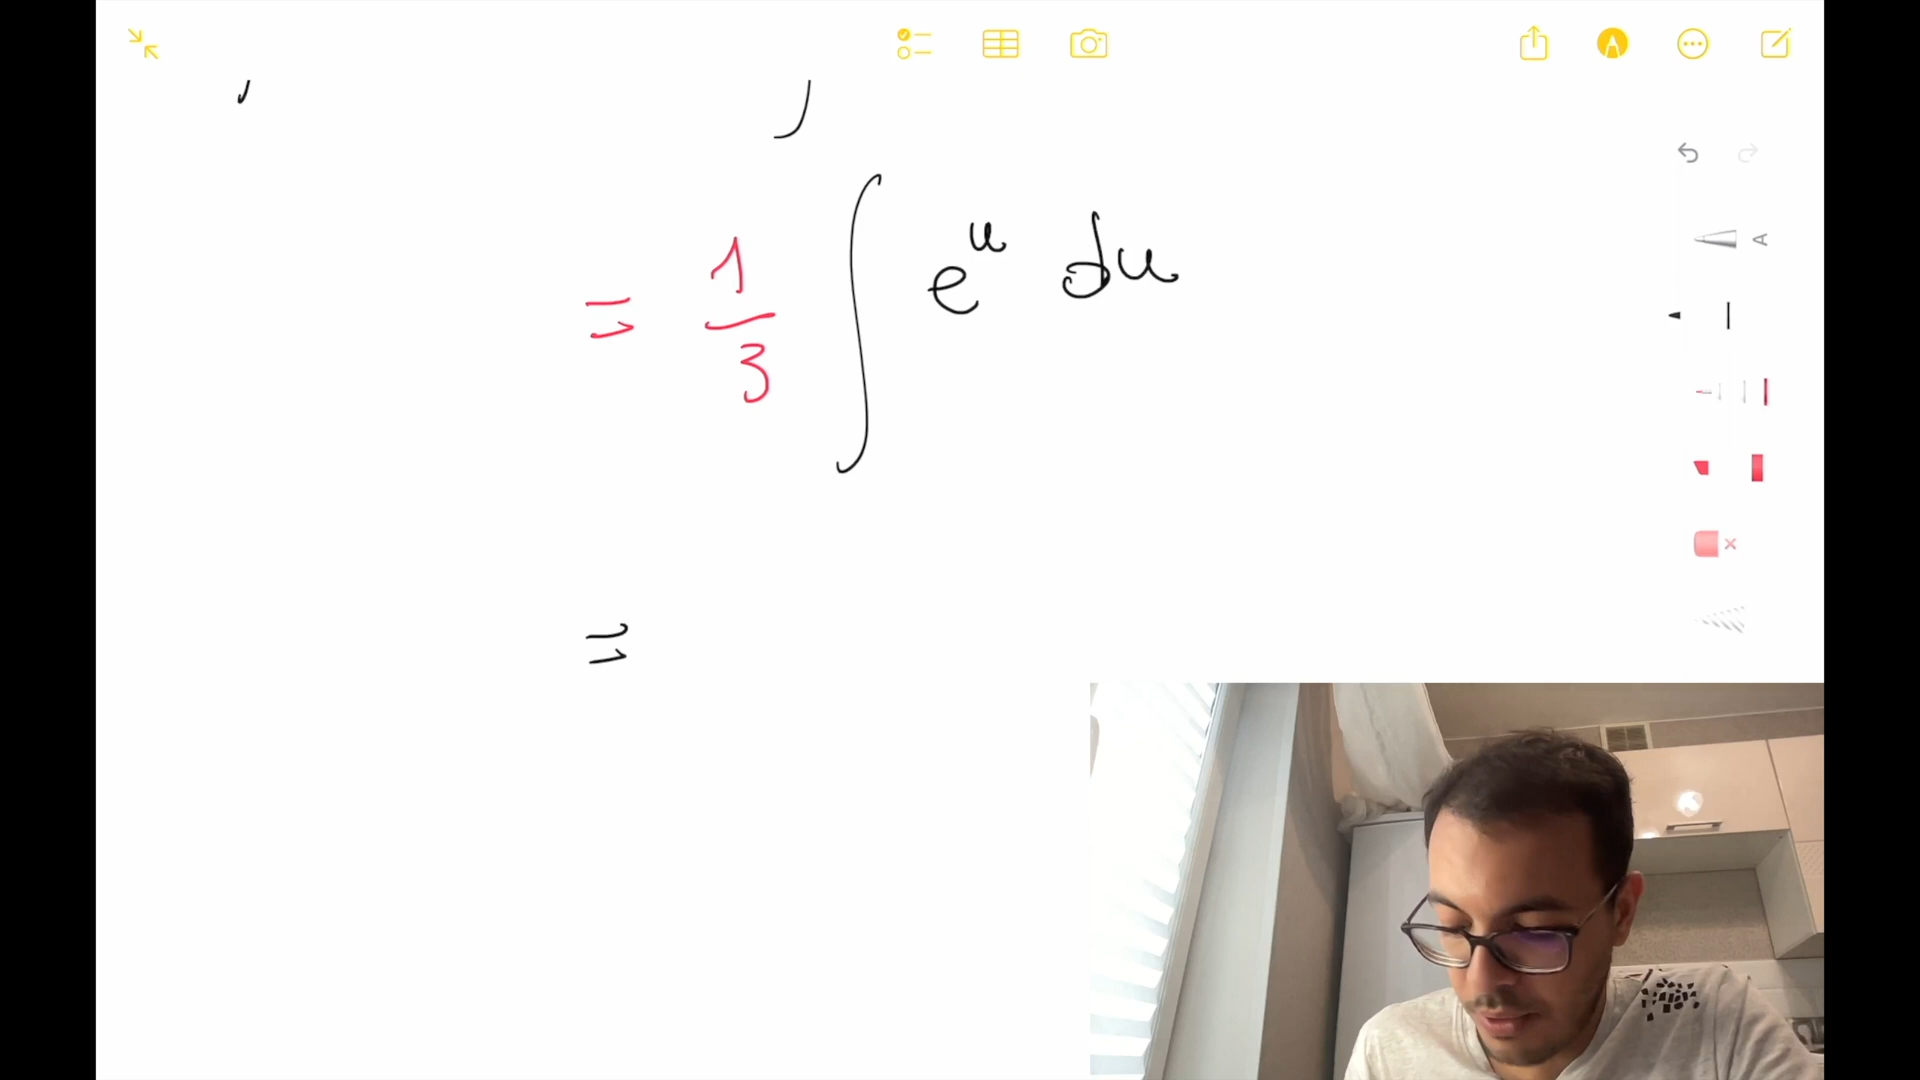 = 1/3 ∫ e^u du
=